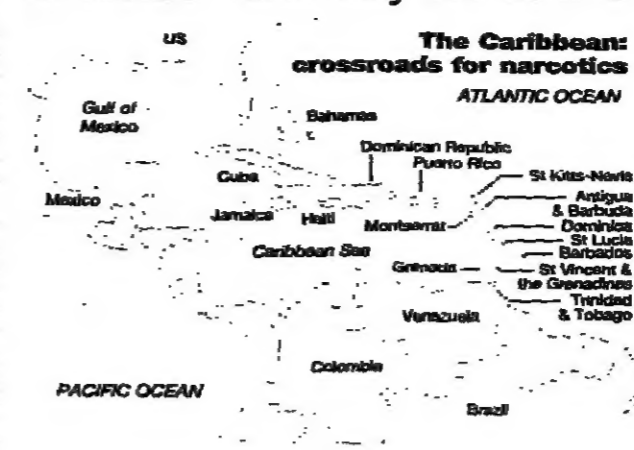 US
The Caribbean:
crossroads for narcotics
ATLANTIC OCEAN
Gulf of
Mexico
Bahamas
Dominican Republic
Puerto Rico
Cuba
St Kitts-Nevis
Mexico
Antigua
& Barbuda
Jamaica
Haiti
Montserrat
Dominica
St Lucia
Caribbean Sea
Barbados
Grenada
St Vincent &
the Grenadines
Trinidad
& Tobago
Venezuela
Colombia
PACIFIC OCEAN
Brazil